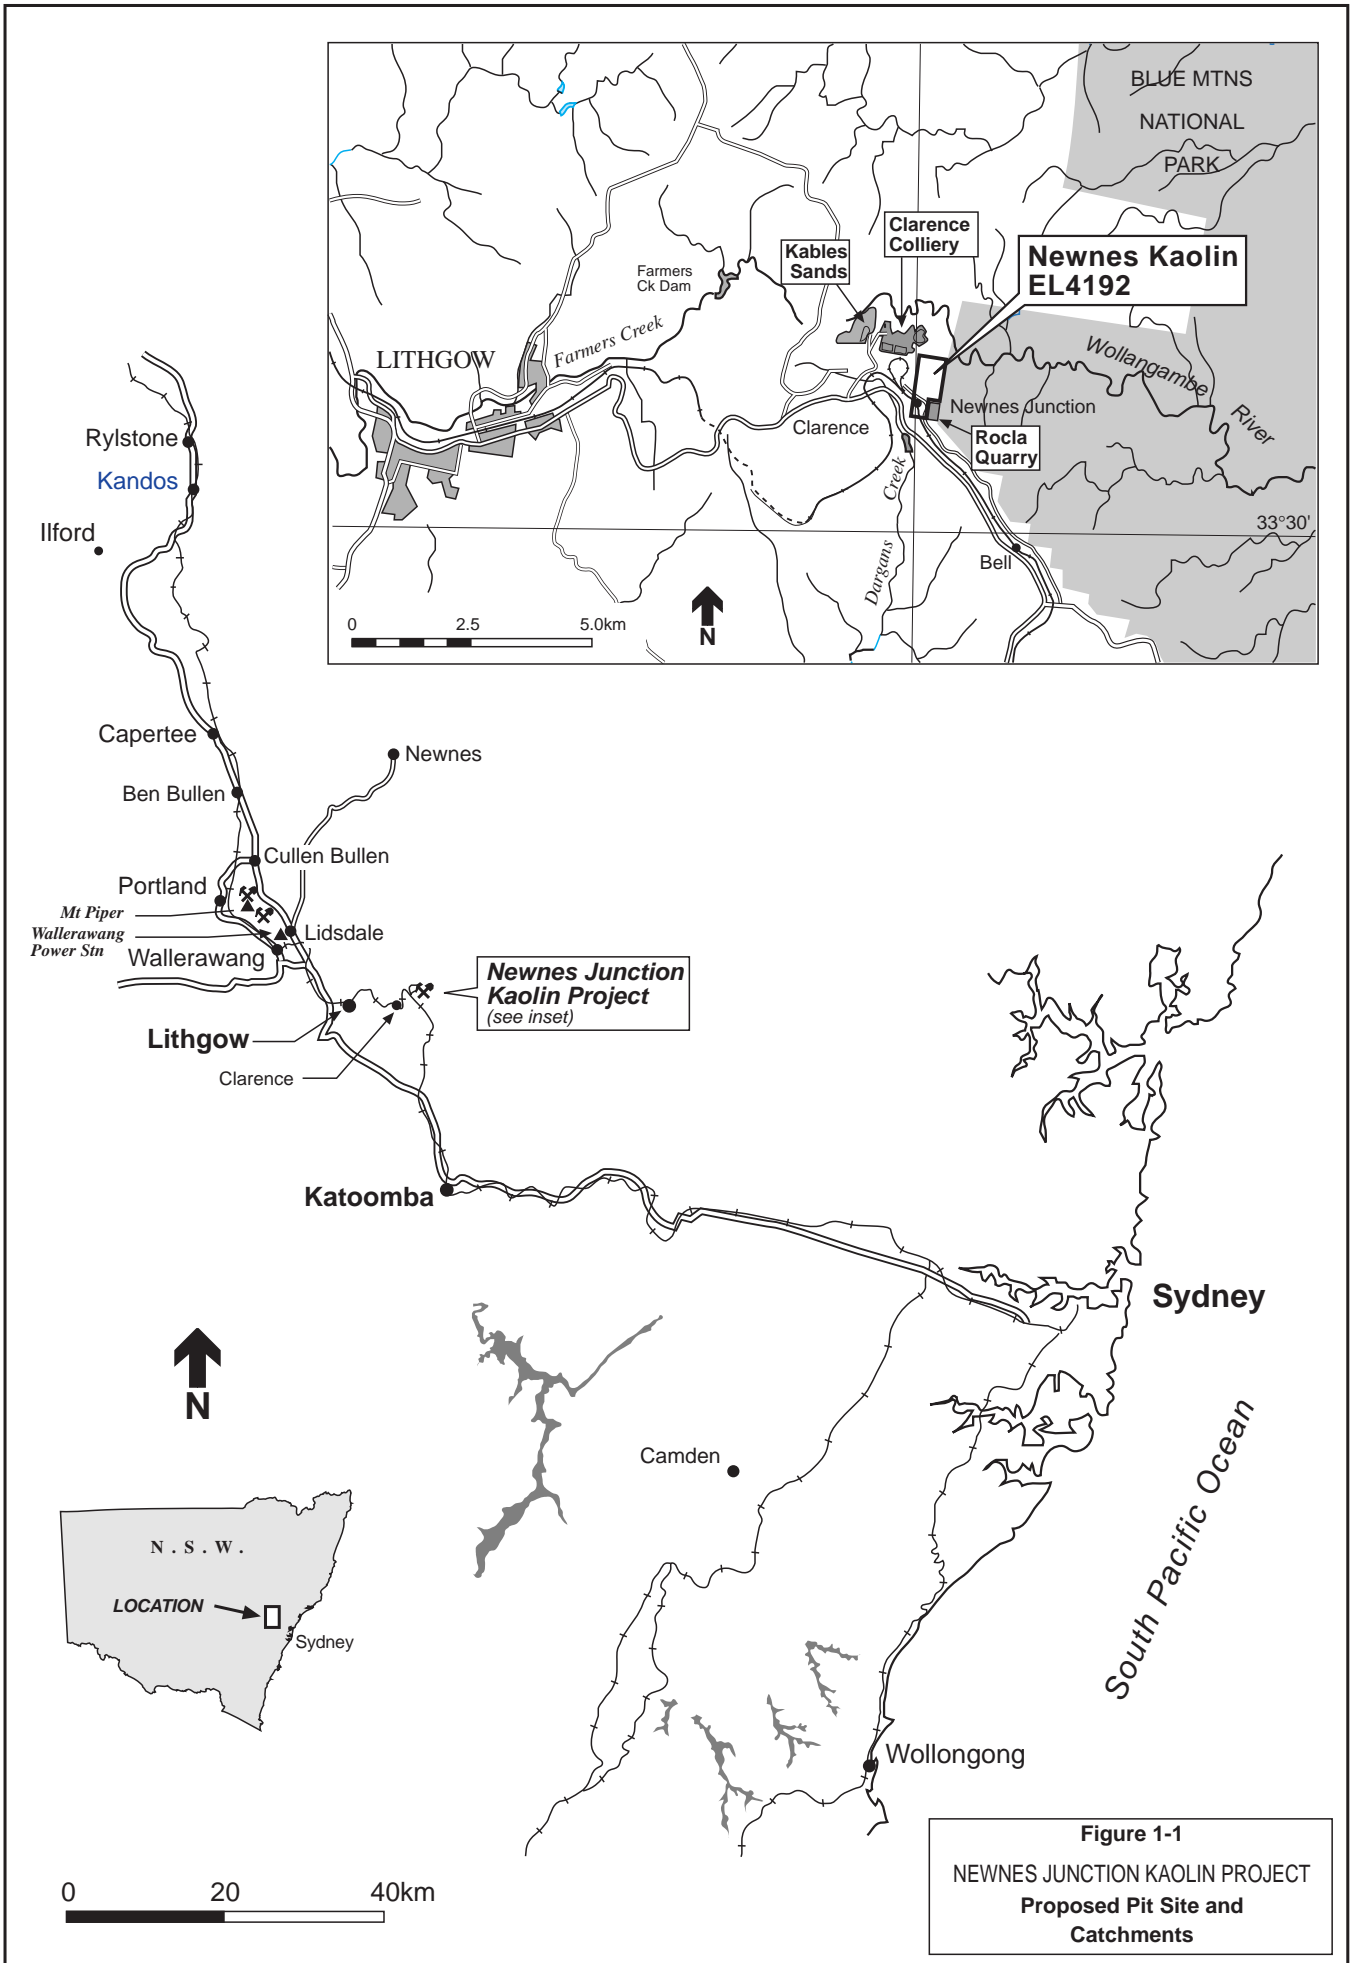 BLUE MTNS
NATIONAL
PARK
Clarence
Colliery
Kables
Sands
Newnes Kaolin
EL4192
Farmers
Ck Dam
Farmers Creek
LITHGOW
Wollangambe
River
Newnes Junction
Clarence
Rocla
Quarry
Creek
Dargans
33°30'
Bell
0
2.5
5.0km
N
Rylstone
Kandos
Ilford
Capertee
Newnes
Ben Bullen
Cullen Bullen
Portland
Mt Piper
Wallerawang
Power Stn
Lidsdale
Wallerawang
Newnes Junction
Kaolin Project
(see inset)
Lithgow
Clarence
Katoomba
Sydney
N
Camden
South Pacific Ocean
N . S . W .
LOCATION
Sydney
Wollongong
0
20
40km
Figure 1-1
NEWNES JUNCTION KAOLIN PROJECT
Proposed Pit Site and
Catchments